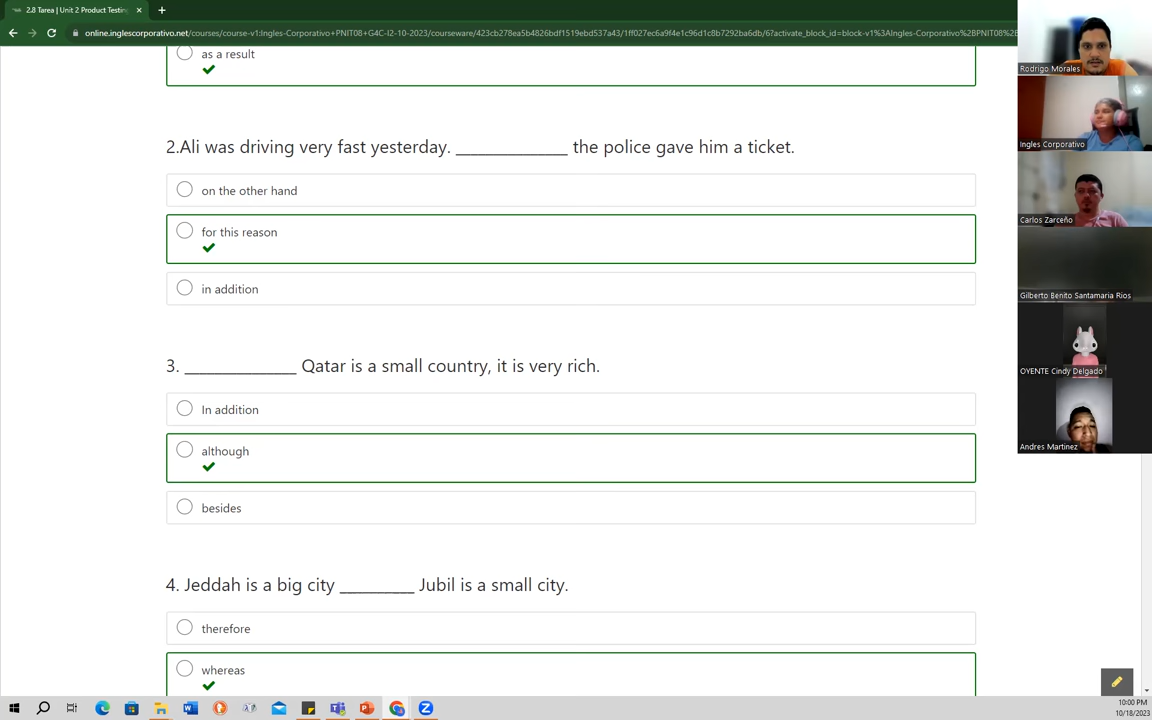 2.8 Tarea | Unit 2 Product Testing
online.inglescorporativo.net/courses/course-v1:Ingles-Corporativo+PNIT08+G4C-I2-10-2023/courseware/423cb278ea5b4826bdf1519ebd537a43/1ff027ec6a9f4e1c96d1c8b7292ba6db/6?activate_block_id=block-v1%3AIngles-Corporativo%2BPNIT08%2B
as a result
2.Ali was driving very fast yesterday. ______________ the police gave him a ticket.
on the other hand
for this reason
in addition
3. ______________ Qatar is a small country, it is very rich.
In addition
although
besides
4. Jeddah is a big city _________ Jubil is a small city.
therefore
whereas
Rodrigo Morales
Ingles Corporativo
Carlos Zarceño
Gilberto Benito Santamaria Rios
OYENTE Cindy Delgado
Andres Martinez
10:00 PM
10/18/2023